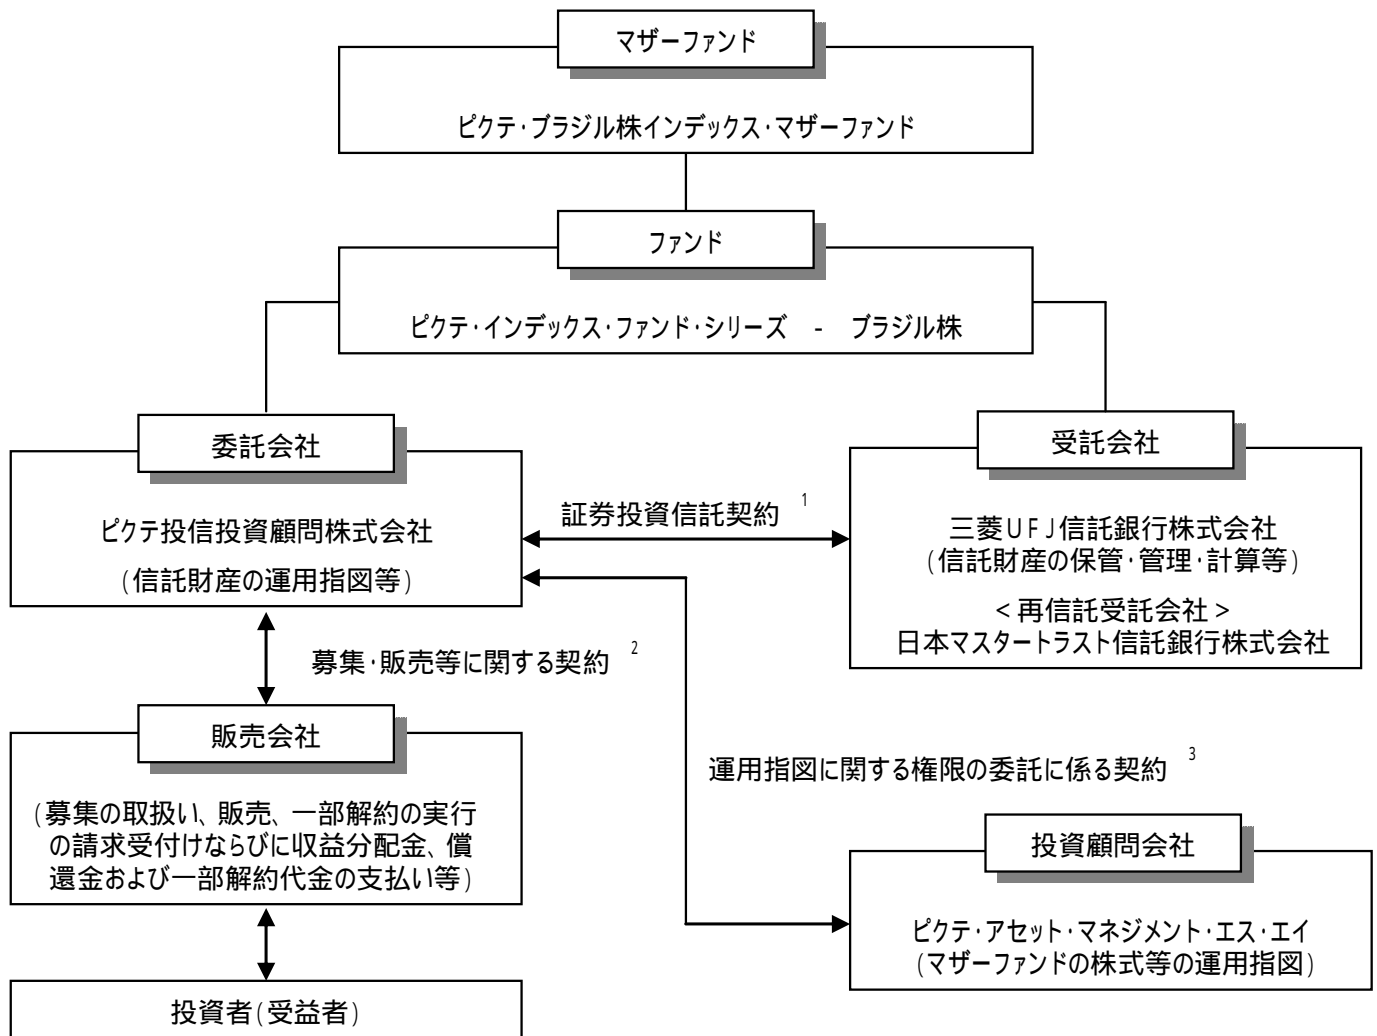 マザーファンド
ピクテ・ブラジル株インデックス・マザーファンド
ファンド
ピクテ・インデックス・ファンド・シリーズ - ブラジル株
委託会社
ピクテ投信投資顧問株式会社
(信託財産の運用指図等)
証券投資信託契約 1
受託会社
三菱UFJ信託銀行株式会社
(信託財産の保管・管理・計算等)
<再信託受託会社>
日本マスタートラスト信託銀行株式会社
募集・販売等に関する契約 2
販売会社
(募集の取扱い、販売、一部解約の実行
の請求受付けならびに収益分配金、償
還金および一部解約代金の支払い等)
運用指図に関する権限の委託に係る契約 3
投資顧問会社
ピクテ・アセット・マネジメント・エス・エイ
(マザーファンドの株式等の運用指図)
投資者(受益者)